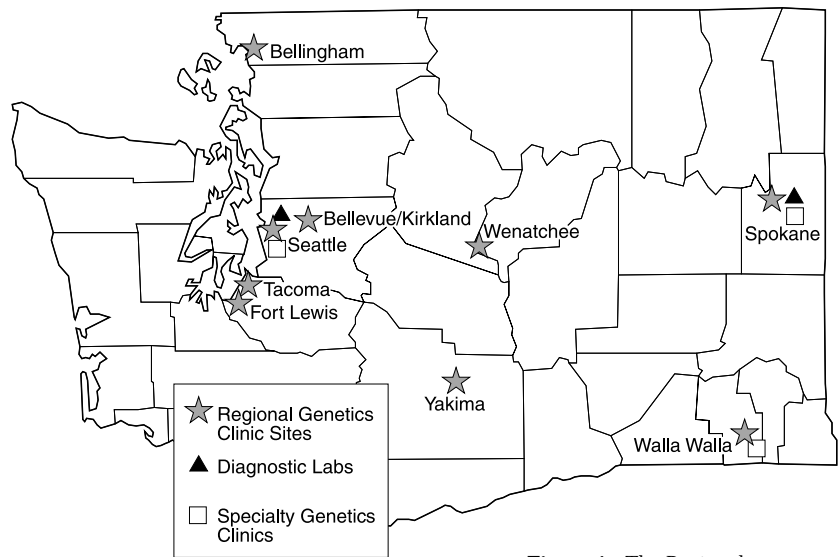 Bellingham
Bellevue/Kirkland
Wenatchee
Seattle
Spokane
Tacoma
Fort Lewis
Yakima
Walla Walla
Regional Genetics
Clinic Sites
Diagnostic Labs
Specialty Genetics
Clinics